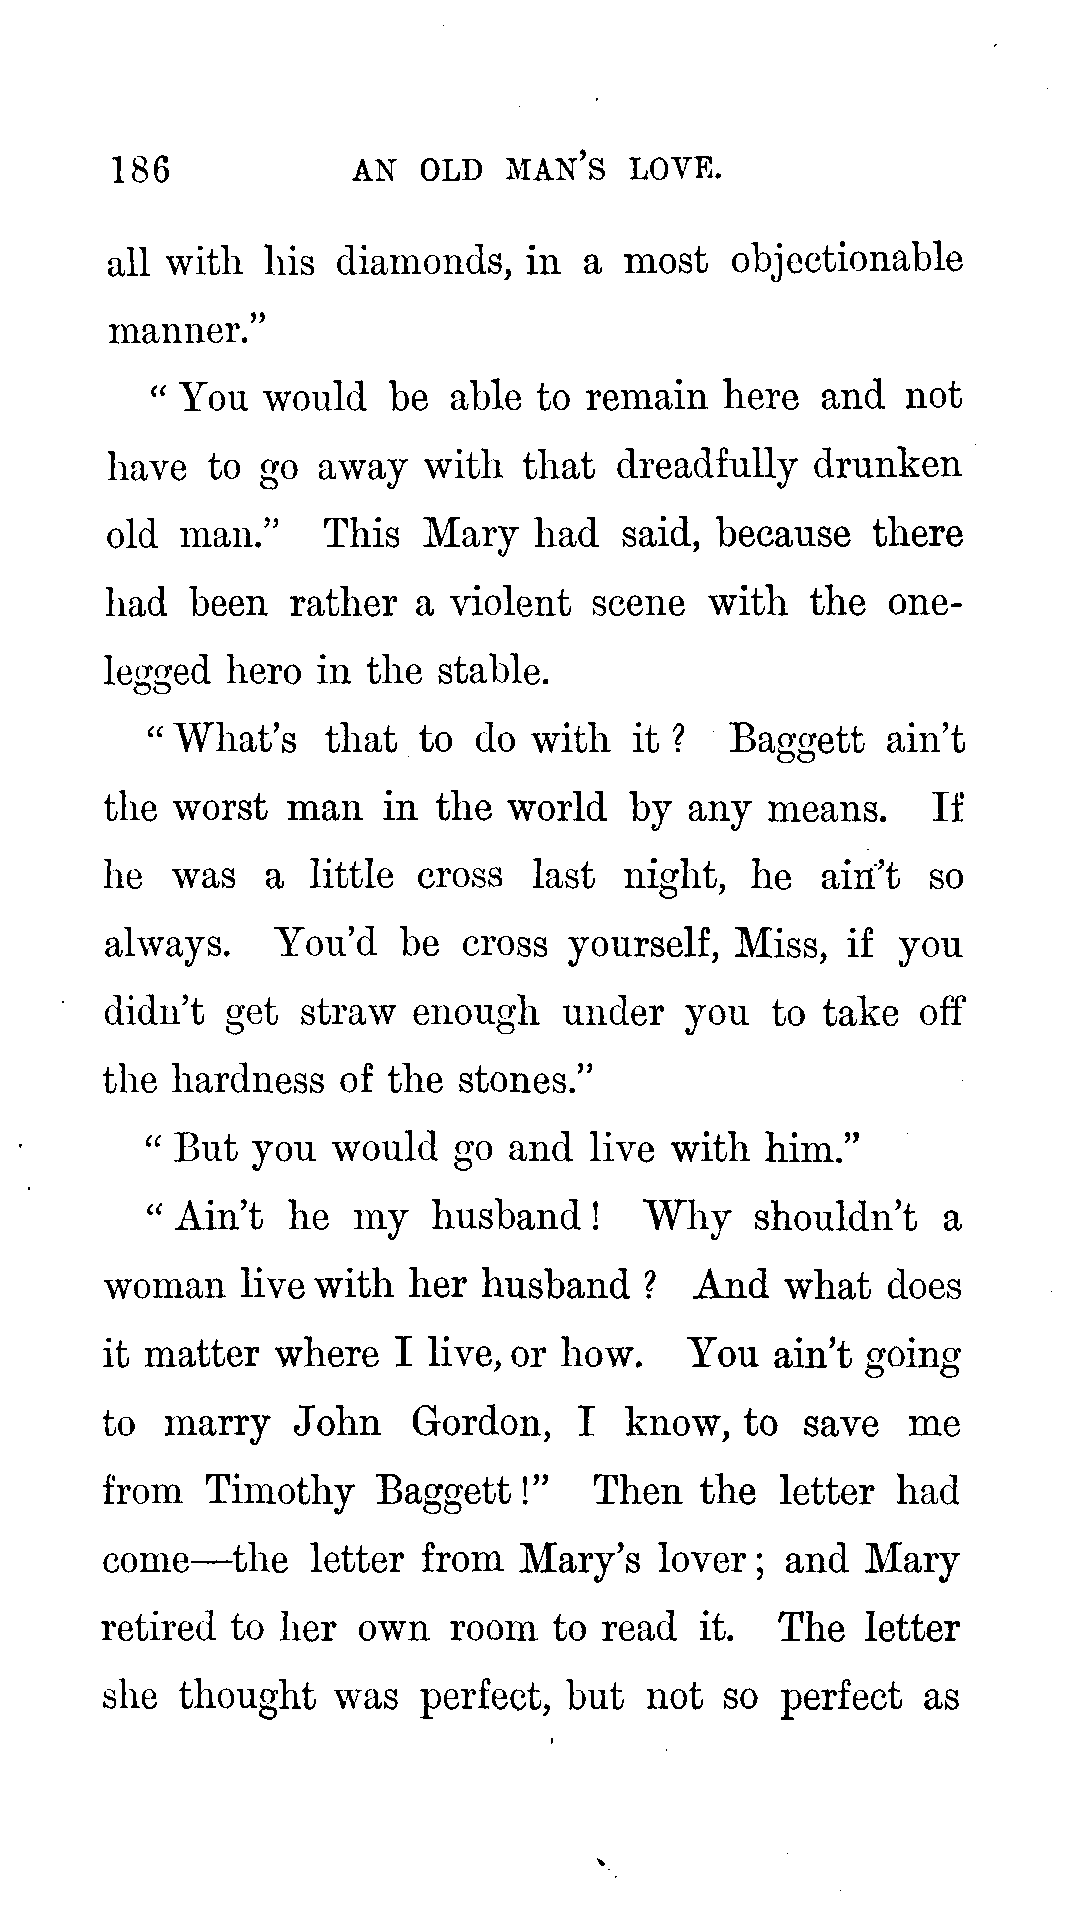 186 AN OLD MAN'S LOVE.
all with his diamonds, in a most objectionable
manner."
"You would be able to remain here and not
have to go away with that dreadfully drunken
old man." This Mary had said, because there
had been rather a violent scene with the one-
legged hero in the stable.
"What's that to do with it? Baggett ain't
the worst man in the world by any means. If
he was a little cross last night, he ain't so
always. You'd be cross yourself, Miss, if you
didn't get straw enough under you to take off
the hardness of the stones."
"But you would go and live with him."
"Ain't he my husband! Why shouldn't a
woman live with her husband? And what does
it matter where I live, or how. You ain't going
to marry John Gordon, I know, to save me
from Timothy Baggett!" Then the letter had
come—the letter from Mary's lover; and Mary
retired to her own room to read it. The letter
she thought was perfect, but not so perfect as